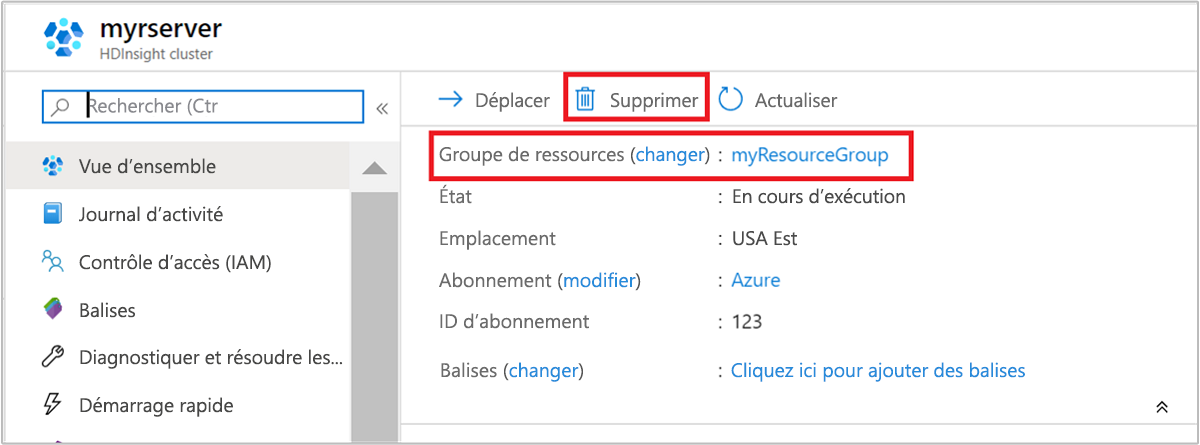 myrserver
HDInsight cluster
Rechercher (Ctr
«
Déplacer
Supprimer
Actualiser
Vue d’ensemble
Journal d’activité
Contrôle d’accès (IAM)
Balises
Diagnostiquer et résoudre les...
Démarrage rapide
Groupe de ressources (changer) : myResourceGroup
État : En cours d’exécution
Emplacement : USA Est
Abonnement (modifier) : Azure
ID d’abonnement : 123
Balises (changer) : Cliquez ici pour ajouter des balises